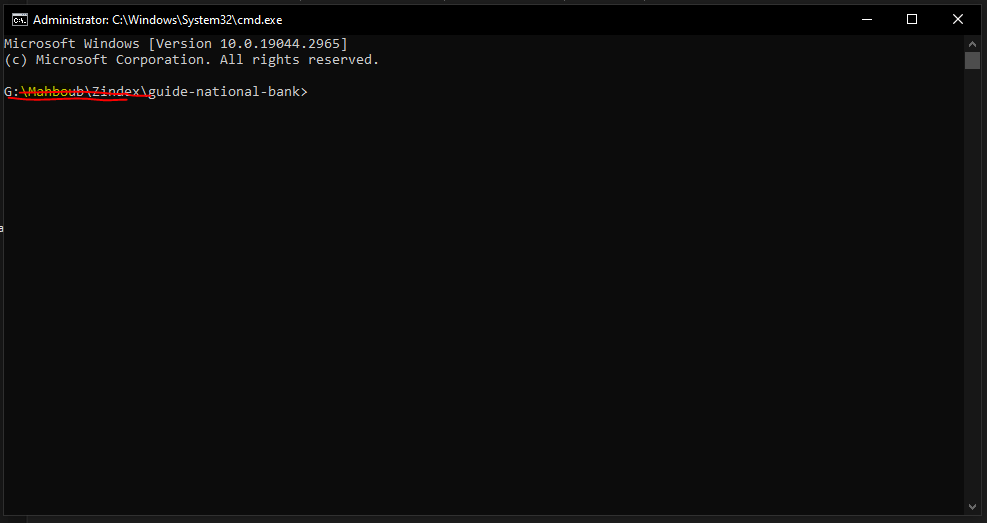 Administrator: C:\Windows\System32\cmd.exe
Microsoft Windows [Version 10.0.19044.2965]
(c) Microsoft Corporation. All rights reserved.
G:\Mahboub\Zindex\guide-national-bank>
a